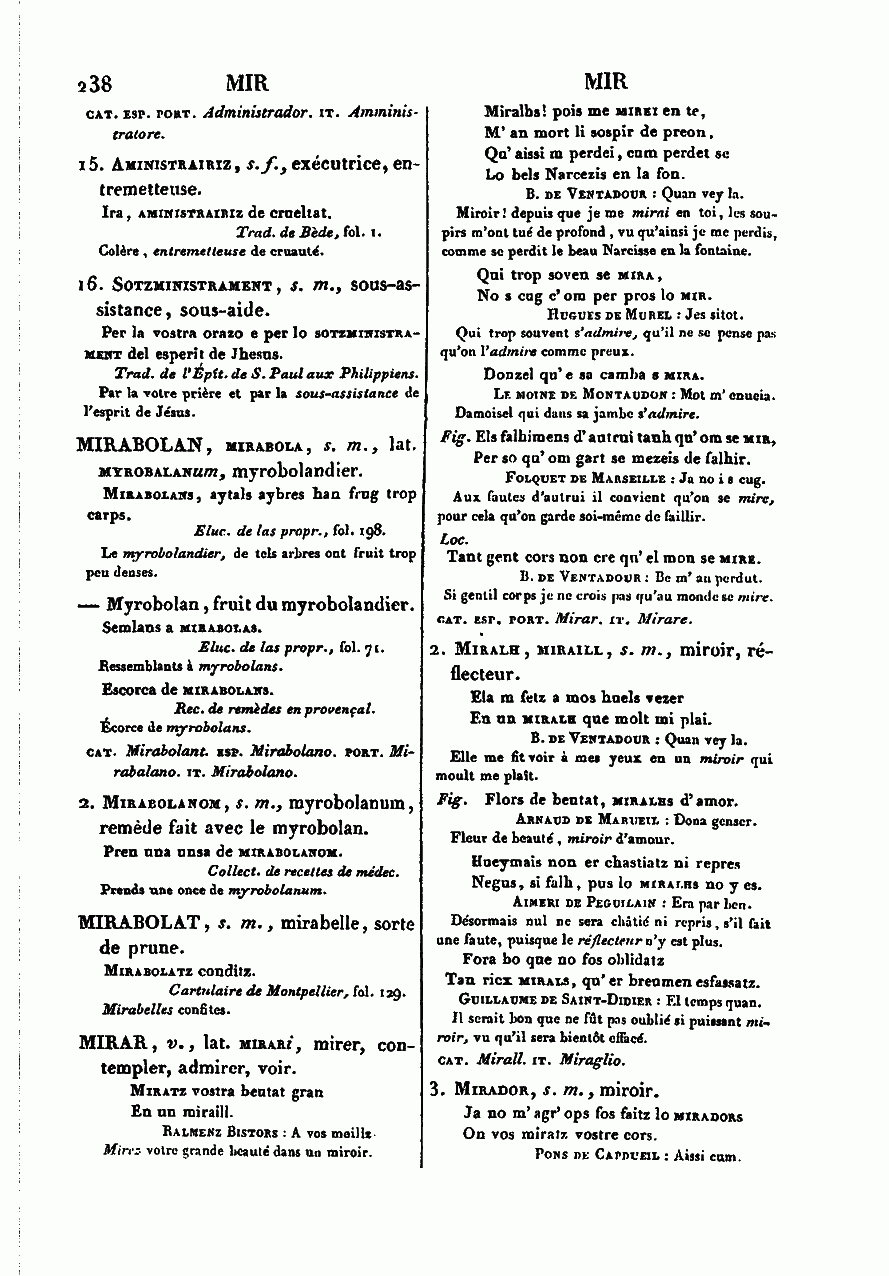 238 MIR
CAT. ESP. PORT. Administrador. IT. Amminis-
tratore.
15. AMINISTRAIRIZ, s. f., exécutrice, en-
tremetteuse.
Ira, AMINISTRAIRIZ de crueltat.
Trad. de Bède, fol. 1.
Colère, entremetteuse de cruauté.
16. SOTZMINISTRAMENT, s. m., sous-as-
sistance, sous-aide.
Per la vostra orazo e per lo SOTZMINISTRA-
MENT del esperit de Jhesus.
Trad. de l'Épît. de S. Paul aux Philippiens.
Par la votre prière et par la sous-assistance de
l'esprit de Jésus.
MIRABOLAN, MIRABOLA, s. m., lat.
MYROBALANum, myrobolandier.
MIRABOLANS, aytals aybres han frug trop
carps.
Eluc. de las propr., fol. 198.
Le myrobolandier, de tels arbres ont fruit trop
peu denses.
— Myrobolan, fruit du myrobolandier.
Semlans a MIRABOLAS.
Eluc. de las propr., fol. 71.
Ressemblants à myrobolans.
Escorca de MIRABOLANS.
Rec. de remèdes en provençal.
Écorce de myrobolans.
CAT. Mirabolant. ESP. Mirabolano. PORT. Mi-
rabalano. IT. Mirabolano.
2. MIRABOLANOM, s. m., myrobolanum,
remède fait avec le myrobolan.
Pren una unsa de MIRABOLANOM.
Collect. de recettes de médec.
Prends une once de myrobolanum.
MIRABOLAT, s. m., mirabelle, sorte
de prune.
MIRABOLATZ conditz.
Cartulaire de Montpellier, fol. 129.
Mirabelles confites.
MIRAR, v., lat. MIRARi, mirer, con-
templer, admirer, voir.
MIRATZ vostra beutat gran
En un miraill.
RALMENZ BISTORS : A vos meillz
Mirez votre grande beauté dans un miroir.
MIR
Miralhs! pois me MIREI en te,
M' an mort li sospir de preon,
Qu' aissi m perdei, cum perdet se
Lo bels Narcezis en la fon.
B. DE VENTADOUR : Quan vey la.
Miroir! depuis que je me mirai en toi, les sou-
pirs m'ont tué de profond, vu qu'ainsi je me perdis,
comme se perdit le beau Narcisse en la fontaine.
Qui trop soven se MIRA,
No s cug c' om per pros lo MIR.
HUGUES DE MUREL : Jes sitot.
Qui trop souvent s'admire, qu'il ne se pense pas
qu'on l'admire comme preux.
Donzel qu' e sa camba s MIRA.
LE MOINE DE MONTAUDON : Mot m' enueia.
Damoisel qui dans sa jambe s'admire.
Fig. Els falhimens d' autrui tanh qu' om se MIR,
Per so qu' om gart se mezeis de falhir.
FOLQUET DE MARSEILLE : Ja no i s cug.
Aux fautes d'autrui il convient qu'on se mire,
pour cela qu'on garde soi-même de faillir.
Loc.
Tant gent cors non cre qu' el mon se MIRE.
B. DE VENTADOUR : Be m' an perdut.
Si gentil corps je ne crois pas qu'au monde se mire.
CAT. ESP. PORT. Mirar. IT. Mirare.
2. MIRALH, MIRAILL, s. m., miroir, ré-
flecteur.
Ela m fetz a mos huels vezer
En un MIRALH que molt mi plai.
B. DE VENTADOUR : Quan vey la.
Elle me fit voir à mes yeux en un miroir qui
moult me plaît.
Fig. Flors de beutat, MIRALHS d' amor.
ARNAUD DE MARUEIL : Dona genser.
Fleur de beauté, miroir d'amour.
Hueymais non er chastiatz ni repres
Negus, si falh, pus lo MIRALHS no y es.
AIMERI DE PEGUILAIN : Era par ben.
Désormais nul ne sera châtié ni repris, s'il fait
une faute, puisque le réflecteur n'y est plus.
Fora bo que no fos oblidatz
Tan ricx MIRALS, qu' er breumen esfassatz.
GUILLAUME DE SAINT-DIDIER : El temps quan.
Il serait bon que ne fût pas oublié si puissant mi-
roir, vu qu'il sera bientôt effacé.
CAT. Mirall. IT. Miraglio.
3. MIRADOR, s. m., miroir.
Ja no m' agr' ops fos faitz lo MIRADORS
On vos miratz vostre cors.
PONS DE CAPDUEIL : Aissi cum.